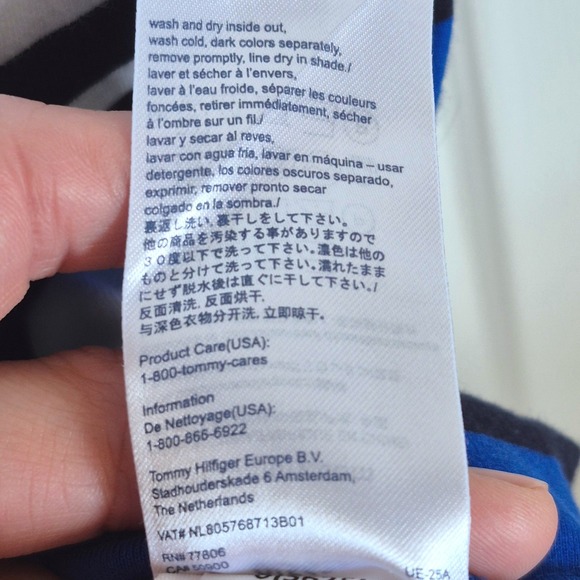 wash and dry inside out,
wash cold, dark colors separately,
remove promptly, line dry in shade./
laver et sécher à l'envers,
laver à l'eau froide, séparer les couleurs
foncées, retirer immédiatement, sécher
à l'ombre sur un fil./
lavar y secar al reves,
lavar con agua fria, lavar en máquina – usar
detergente, los colores oscuros separado,
exprimir, remover pronto secar
colgado en la sombra./
裏返し洗い, 裏干しをして下さい。
他の商品を汚染する事がありますので
30度以下で洗って下さい。濃色は他の
ものと分けて洗って下さい。濡れたまま
にせず脱水後は直ぐに干して下さい。/
反面清洗, 反面烘干.
与深色衣物分开洗, 立即晾干。
Product Care(USA):
1-800-tommy-cares
Information
De Nettoyage(USA):
1-800-866-6922
Tommy Hilfiger Europe B.V.
Stadhouderskade 6 Amsterdam,
The Netherlands
VAT# NL805768713B01
RN# 77806
CA# 50900
UE-25A